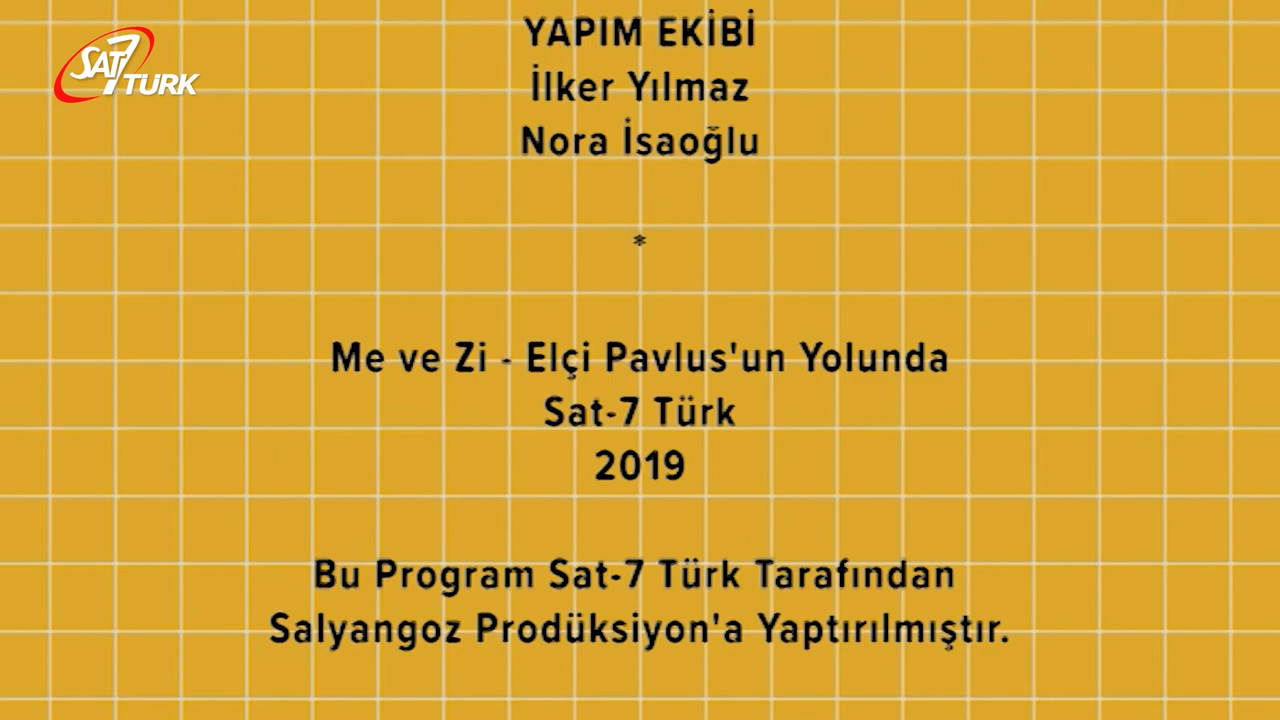 SAT7 TÜRK
YAPIM EKİBİ
İlker Yılmaz
Nora İsaoğlu
*
Me ve Zi - Elçi Pavlus'un Yolunda
Sat-7 Türk
2019
Bu Program Sat-7 Türk Tarafından
Salyangoz Prodüksiyon'a Yaptırılmıştır.